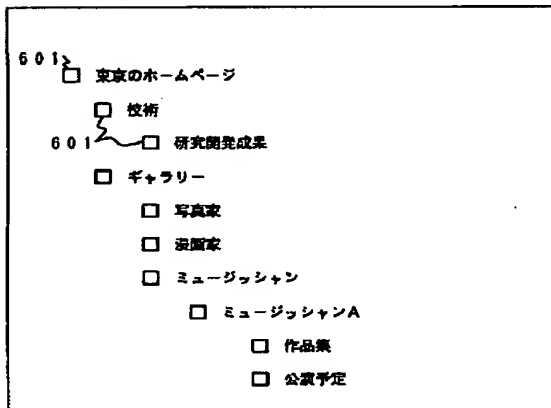 601
東京のホームページ
技術
601
研究開発成果
ギャラリー
写真家
漫画家
ミュージッシャン
ミュージッシャンA
作品集
公演予定